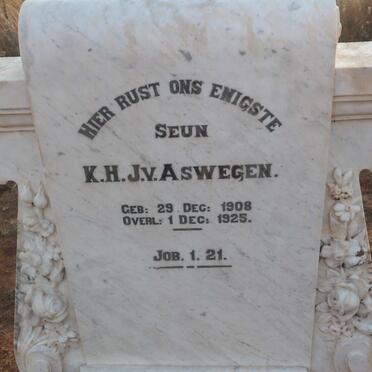 HIER RUST ONS ENIGSTE
SEUN
K.H.J.V. ASWEGEN.
GEB: 29 DEC: 1908
OVERL: 1 DEC: 1925.
JOB. 1. 21.